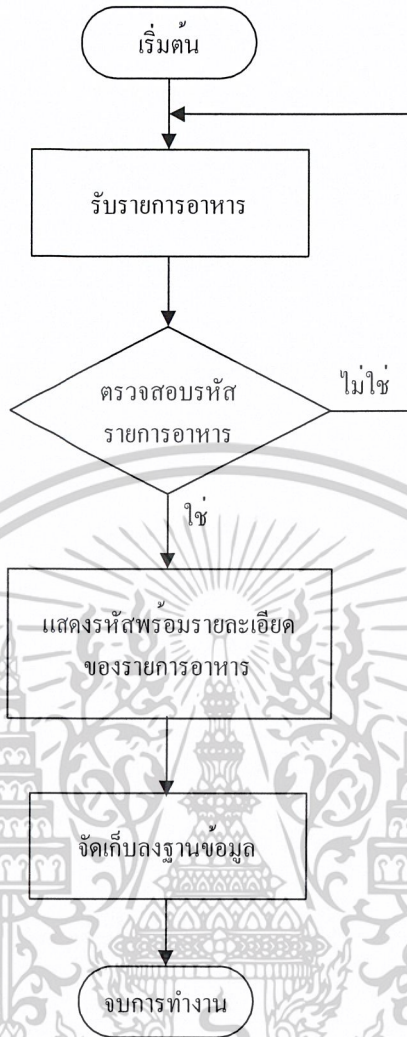 เริ่มต้น
รับรายการอาหาร
ตรวจสอบรหัส
รายการอาหาร
ไม่ใช่
ใช่
แสดงรหัสพร้อมรายละเอียด
ของรายการอาหาร
จัดเก็บลงฐานข้อมูล
จบการทำงาน